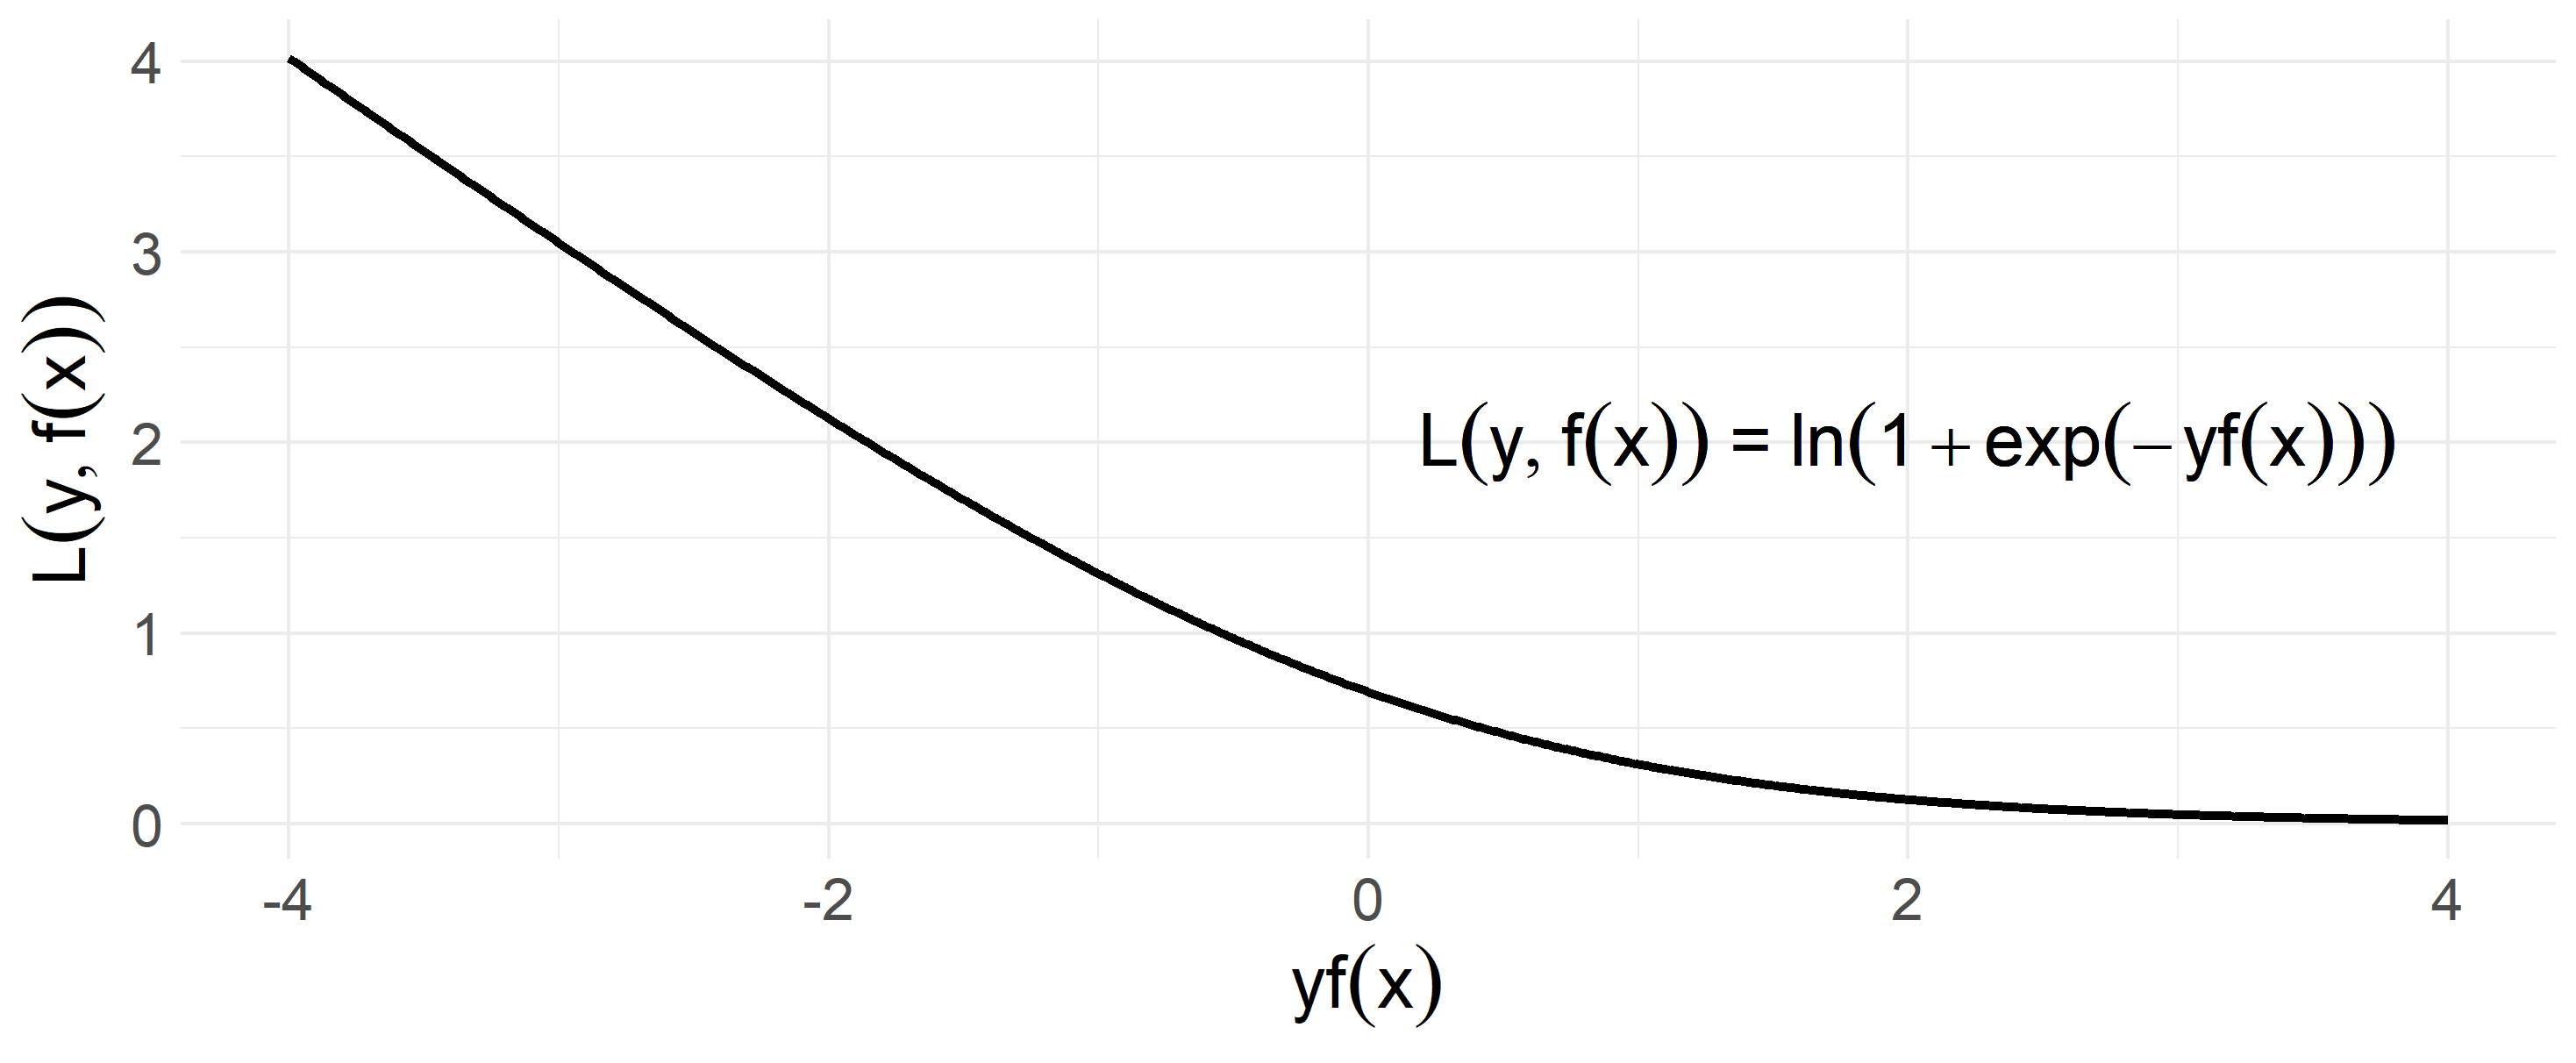 4
3
2
1
0
L(y, f(x))
L(y, f(x)) = ln(1 + exp(−yf(x)))
-4 -2 0 2 4
yf(x)